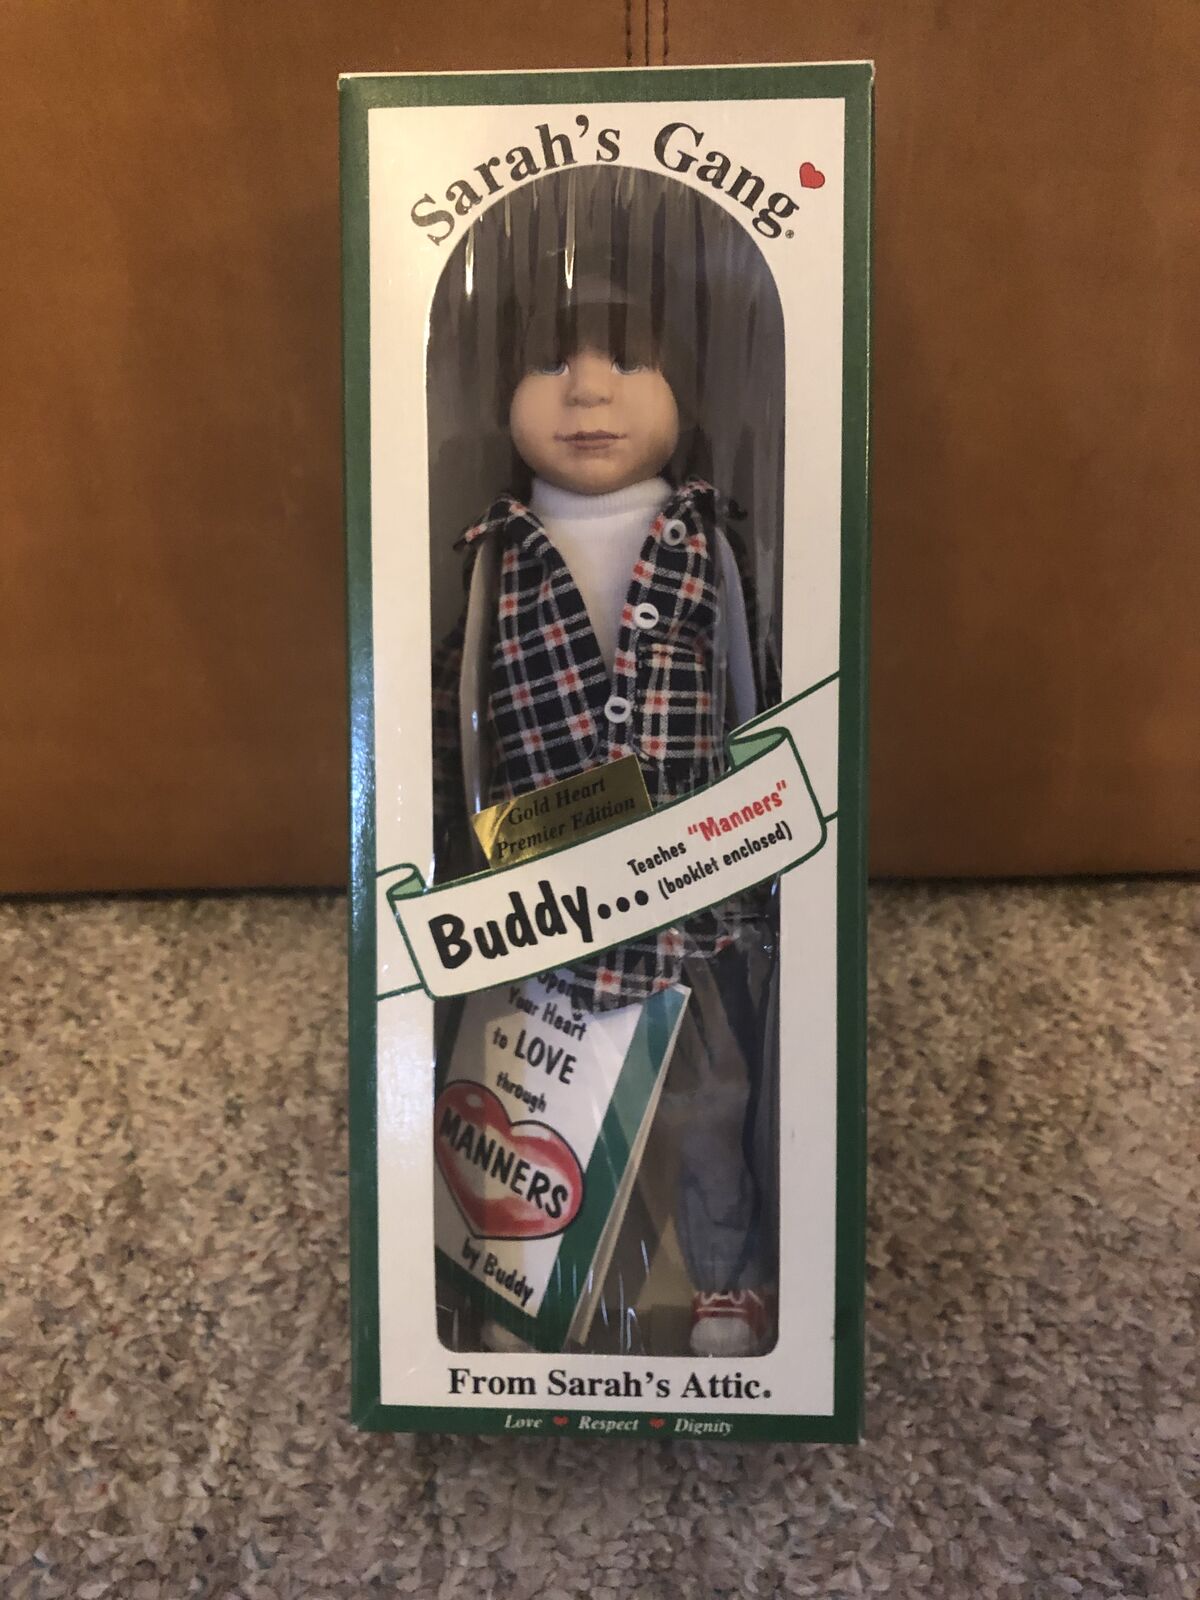 Sarah's Gang®
Gold Heart
Premier Edition
Buddy...
Teaches "Manners"
(booklet enclosed)
Open
Your Heart
to LOVE
through
MANNERS
by Buddy
From Sarah's Attic.
Love ♥ Respect ♥ Dignity